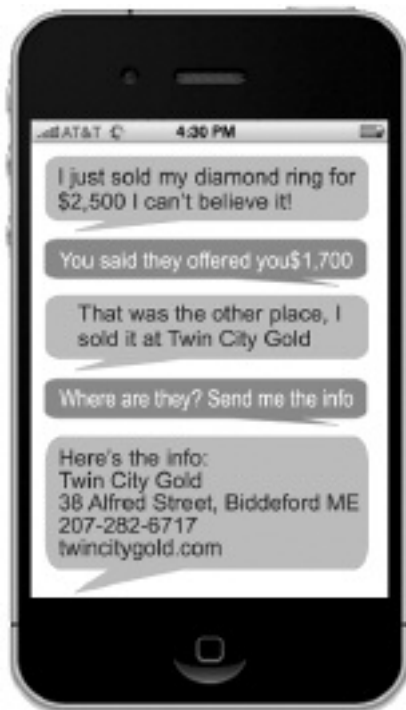 AT&T 4:30 PM
I just sold my diamond ring for
$2,500 I can't believe it!
You said they offered you$1,700
That was the other place, I
sold it at Twin City Gold
Where are they? Send me the info
Here's the info:
Twin City Gold
38 Alfred Street, Biddeford ME
207-282-6717
twincitygold.com